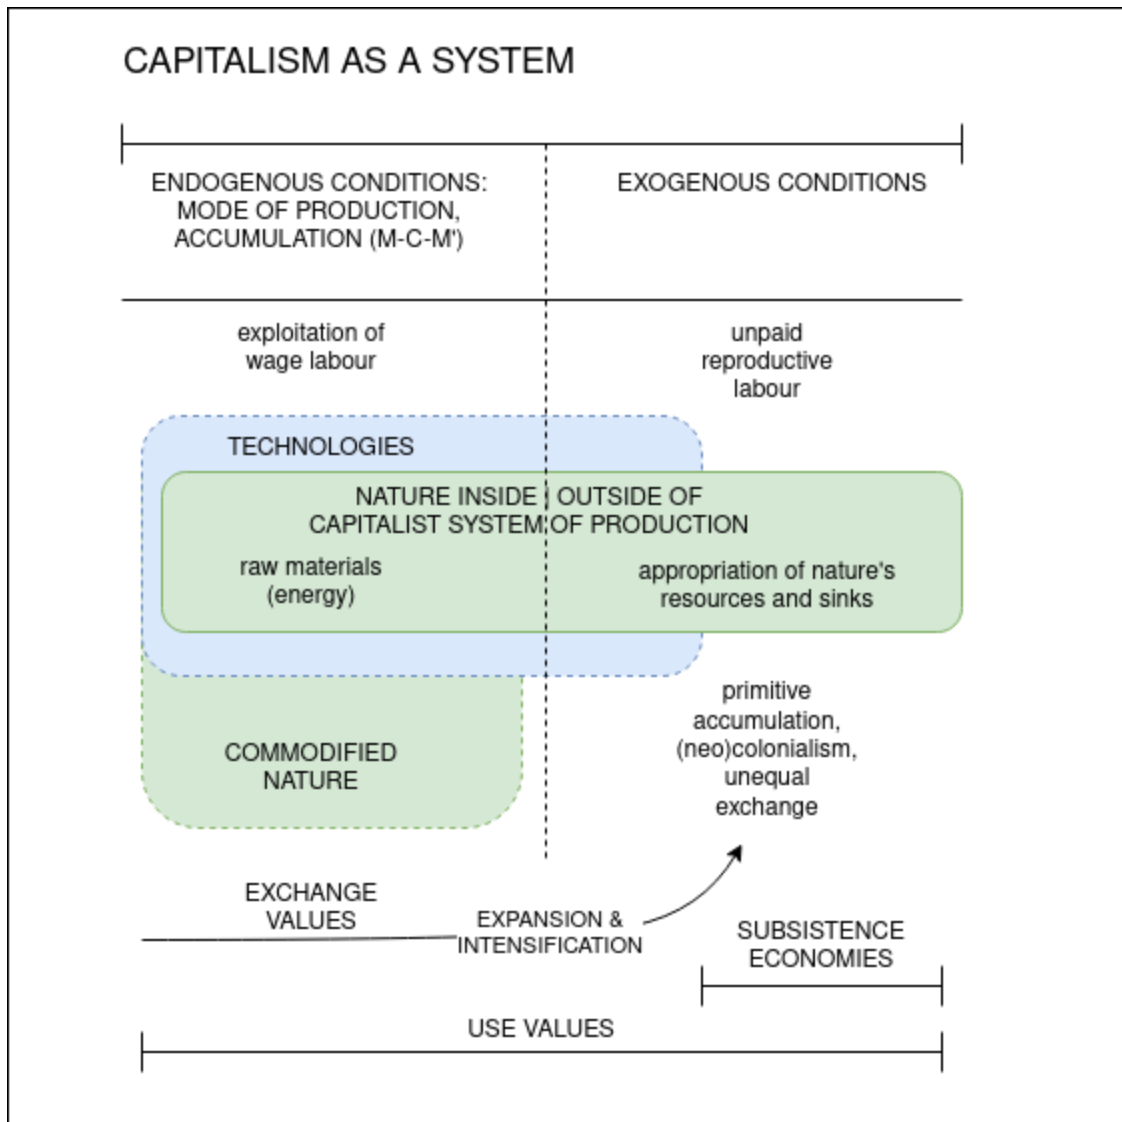 CAPITALISM AS A SYSTEM
ENDOGENOUS CONDITIONS:
MODE OF PRODUCTION,
ACCUMULATION (M-C-M')
EXOGENOUS CONDITIONS
exploitation of
wage labour
unpaid
reproductive
labour
TECHNOLOGIES
NATURE INSIDE OUTSIDE OF
CAPITALIST SYSTEM OF PRODUCTION
raw materials
(energy)
appropriation of nature's
resources and sinks
COMMODIFIED
NATURE
primitive
accumulation,
(neo)colonialism,
unequal
exchange
EXCHANGE
VALUES
EXPANSION &
INTENSIFICATION
SUBSISTENCE
ECONOMIES
USE VALUES